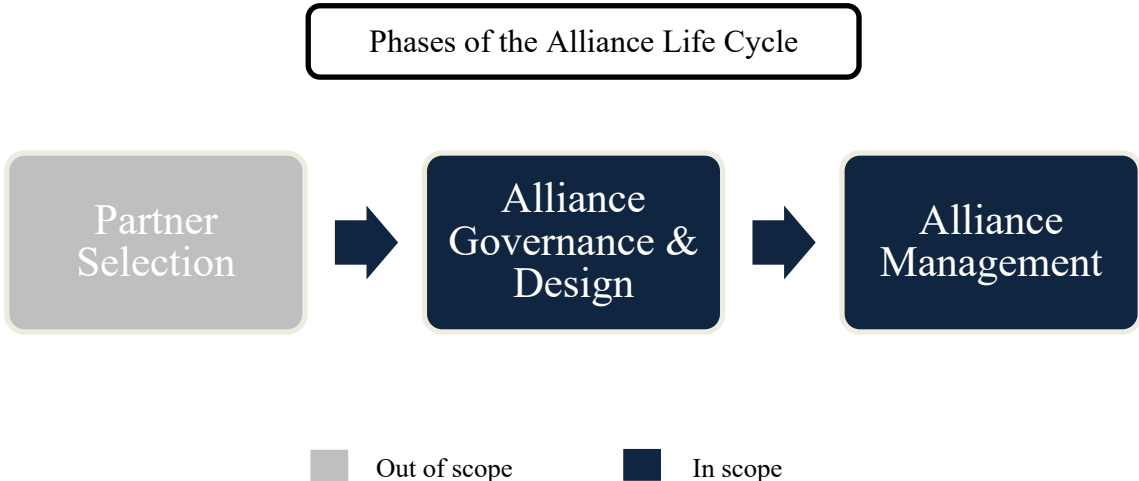 Phases of the Alliance Life Cycle
Partner
Selection
Alliance
Governance &
Design
Alliance
Management
Out of scope
In scope